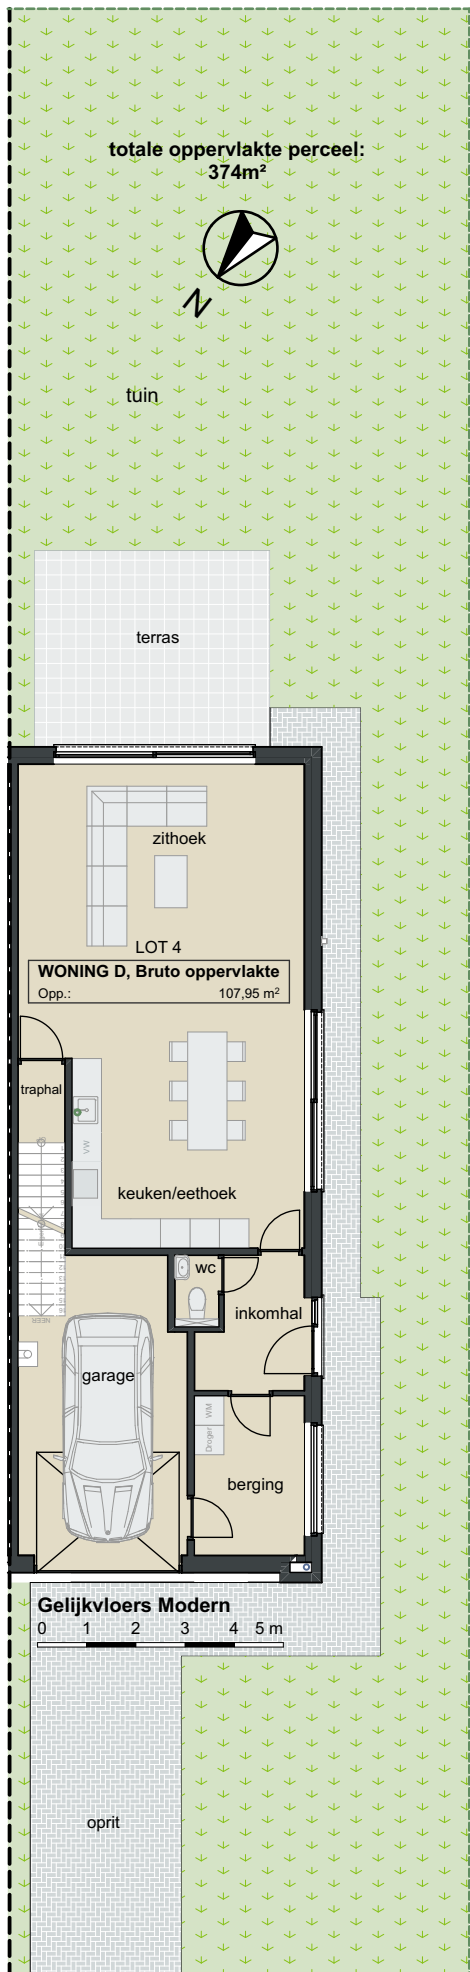 totale oppervlakte perceel:
374m²
N
tuin
terras
zithoek
LOT 4
WONING D, Bruto oppervlakte
Opp.: 107,95 m²
traphal
VW
keuken/eethoek
wc
inkomhal
NEER
garage
Droger WM
berging
Gelijkvloers Modern
0 1 2 3 4 5 m
oprit